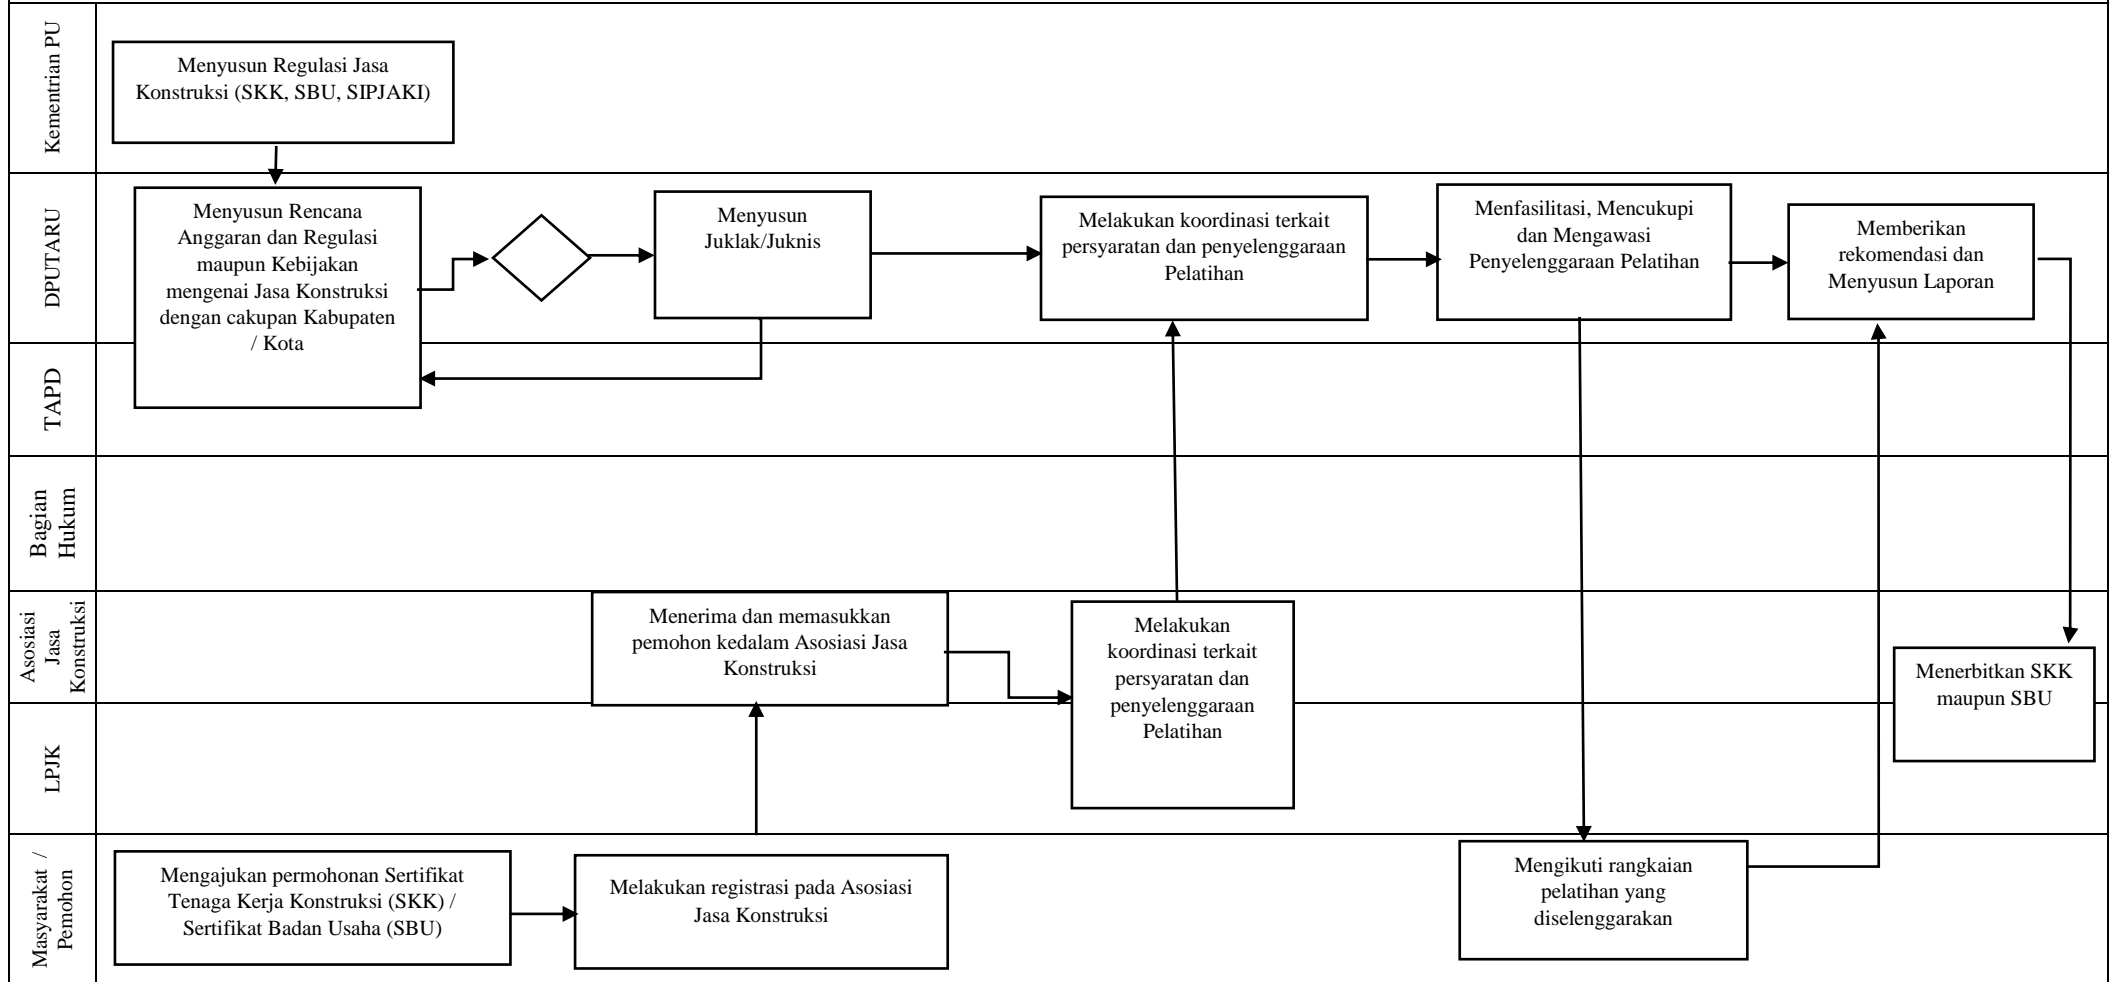 Kementrian PU
Menyusun Regulasi Jasa
Konstruksi (SKK, SBU, SIPJAKI)
DPUTARU
Menyusun Rencana
Anggaran dan Regulasi
maupun Kebijakan
mengenai Jasa Konstruksi
dengan cakupan Kabupaten
/ Kota
Menyusun
Juklak/Juknis
Melakukan koordinasi terkait
persyaratan dan penyelenggaraan
Pelatihan
Menfasilitasi, Mencukupi
dan Mengawasi
Penyelenggaraan Pelatihan
Memberikan
rekomendasi dan
Menyusun Laporan
TAPD
Bagian
Hukum
Asosiasi
Jasa
Konstruksi
Menerima dan memasukkan
pemohon kedalam Asosiasi Jasa
Konstruksi
Melakukan
koordinasi terkait
persyaratan dan
penyelenggaraan
Pelatihan
Menerbitkan SKK
maupun SBU
LPJK
Masyarakat /
Pemohon
Mengajukan permohonan Sertifikat
Tenaga Kerja Konstruksi (SKK) /
Sertifikat Badan Usaha (SBU)
Melakukan registrasi pada Asosiasi
Jasa Konstruksi
Mengikuti rangkaian
pelatihan yang
diselenggarakan